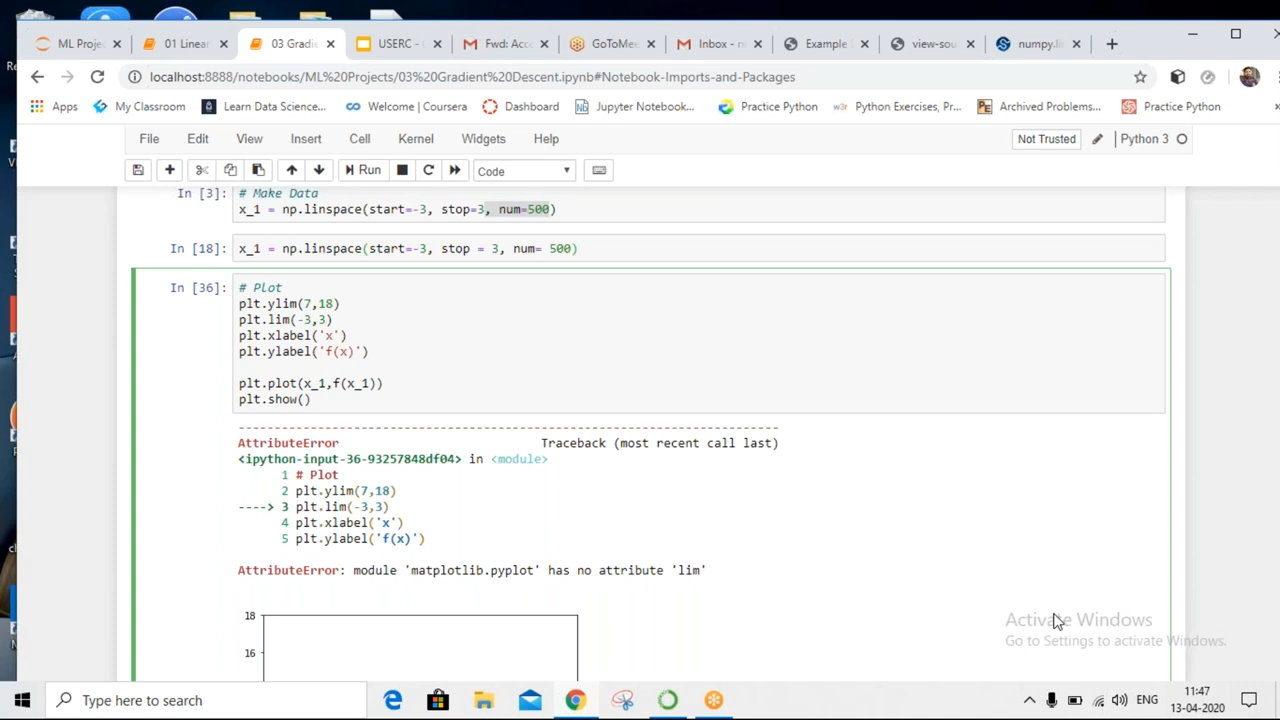 ML Proje
01 Linear
03 Gradie
USERC -
Fwd: Acc
GoToMee
Inbox - m
Example
view-sou
numpy.li
localhost:8888/notebooks/ML%20Projects/03%20Gradient%20Descent.ipynb#Notebook-Imports-and-Packages
Apps
My Classroom
Learn Data Science...
Welcome | Coursera
Dashboard
Jupyter Notebook...
Practice Python
Python Exercises, Pr...
Archived Problems...
Practice Python
File Edit View Insert Cell Kernel Widgets Help
Not Trusted
Python 3
Run
Code
In [3]: # Make Data
x_1 = np.linspace(start=-3, stop=3, num=500)
In [18]: x_1 = np.linspace(start=-3, stop = 3, num= 500)
In [36]: # Plot
plt.ylim(7,18)
plt.lim(-3,3)
plt.xlabel('x')
plt.ylabel('f(x)')
plt.plot(x_1,f(x_1))
plt.show()
---------------------------------------------------------------------------
AttributeError Traceback (most recent call last)
<ipython-input-36-93257848df04> in <module>
1 # Plot
2 plt.ylim(7,18)
----> 3 plt.lim(-3,3)
4 plt.xlabel('x')
5 plt.ylabel('f(x)')
AttributeError: module 'matplotlib.pyplot' has no attribute 'lim'
18
16
Activate Windows
Go to Settings to activate Windows.
Type here to search
ENG
11:47
13-04-2020